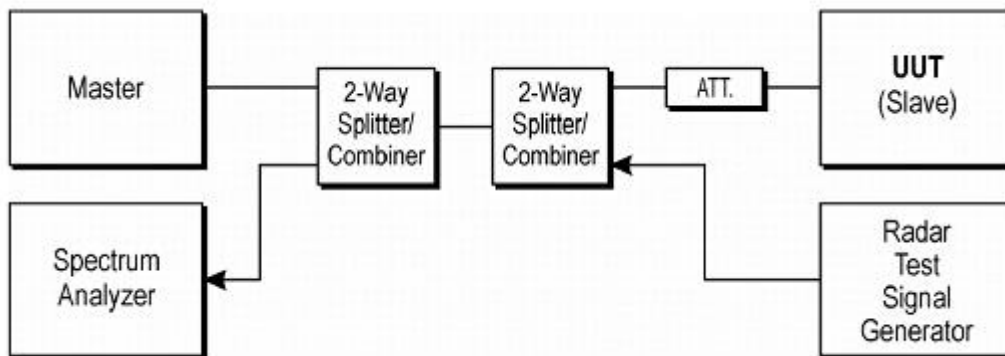 Master
2-Way
Splitter/
Combiner
2-Way
Splitter/
Combiner
ATT.
UUT
(Slave)
Spectrum
Analyzer
Radar
Test
Signal
Generator